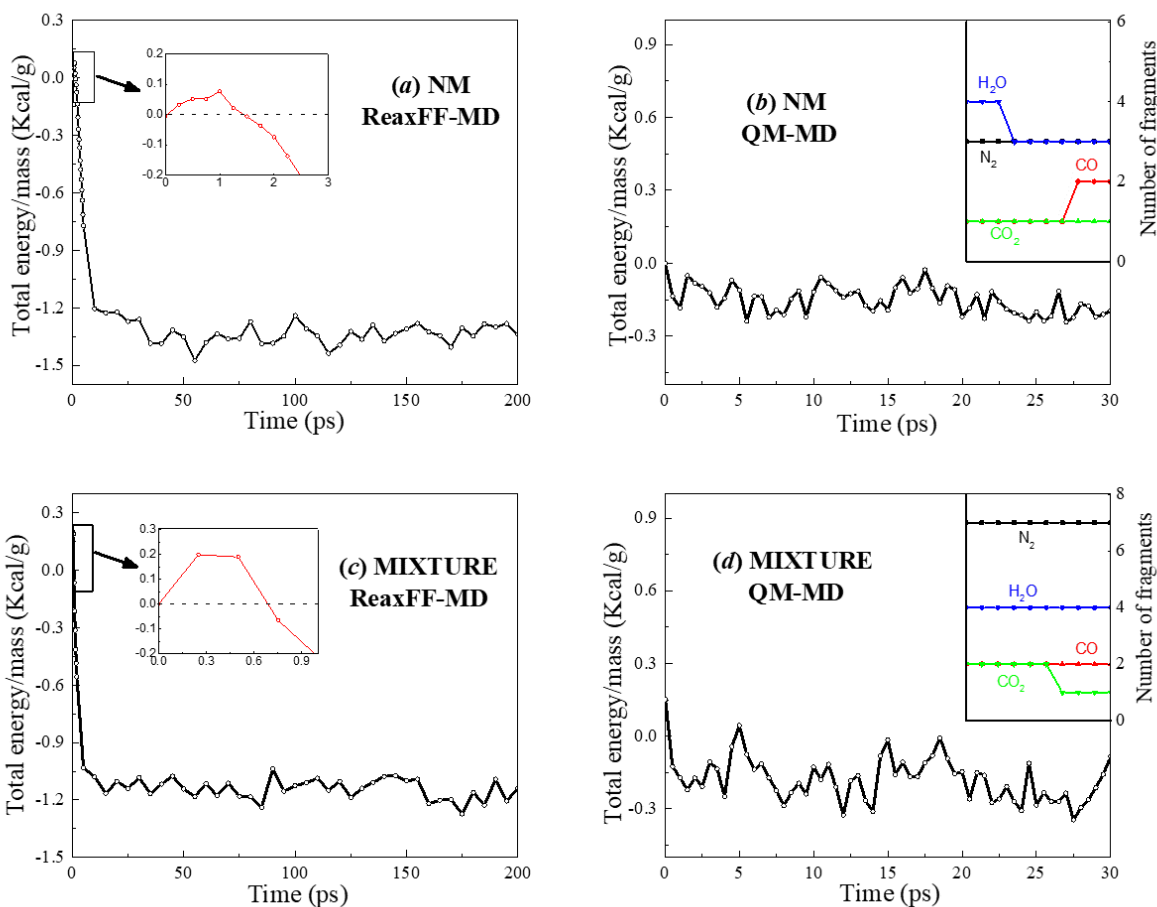 Total energy/mass (Kcal/g)
0.3
0.0
-0.3
-0.6
-0.9
-1.2
-1.5
0.2
0.1
0.0
-0.1
-0.2
0 1 2 3
(a) NM
ReaxFF-MD
0 50 100 150 200
Time (ps)
Total energy/mass (Kcal/g)
0.9
0.6
0.3
0.0
-0.3
(b) NM
QM-MD
H₂O
N₂
CO
CO₂
6
4
2
0
Number of fragments
0 5 10 15 20 25 30
Time (ps)
Total energy/mass (Kcal/g)
0.3
0.0
-0.3
-0.6
-0.9
-1.2
-1.5
0.3
0.2
0.1
0.0
-0.1
-0.2
0.0 0.3 0.6 0.9
(c) MIXTURE
ReaxFF-MD
0 50 100 150 200
Time (ps)
Total energy/mass (Kcal/g)
0.9
0.6
0.3
0.0
-0.3
(d) MIXTURE
QM-MD
N₂
H₂O
CO
CO₂
8
6
4
2
0
Number of fragments
0 5 10 15 20 25 30
Time (ps)